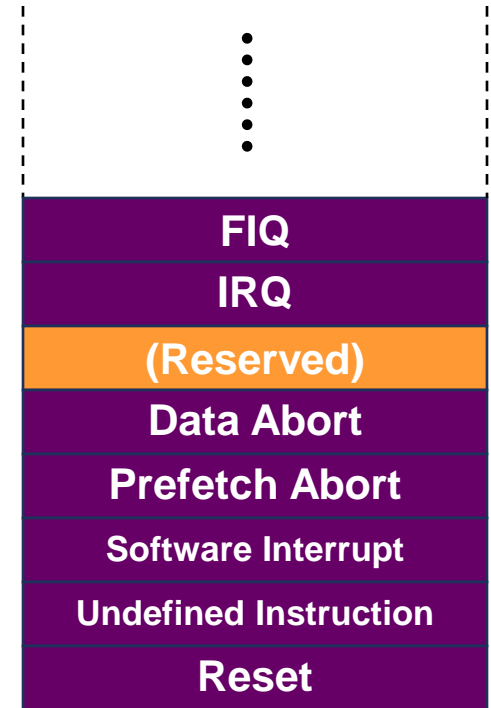 FIQ
IRQ
(Reserved)
Data Abort
Prefetch Abort
Software Interrupt
Undefined Instruction
Reset